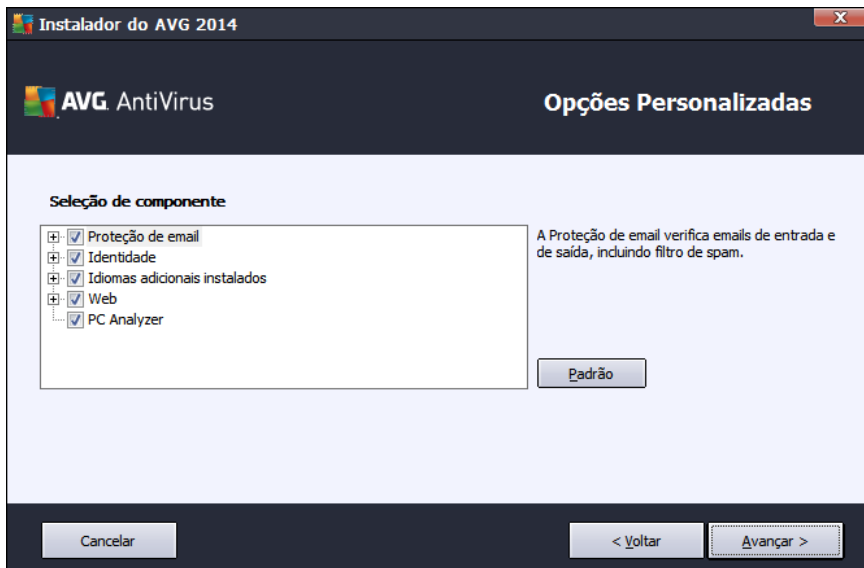 Instalador do AVG 2014
AVG. AntiVirus
Opções Personalizadas
Seleção de componente
Proteção de email
Identidade
Idiomas adicionais instalados
Web
PC Analyzer
A Proteção de email verifica emails de entrada e
de saída, incluindo filtro de spam.
Padrão
Cancelar
< Voltar
Avançar >